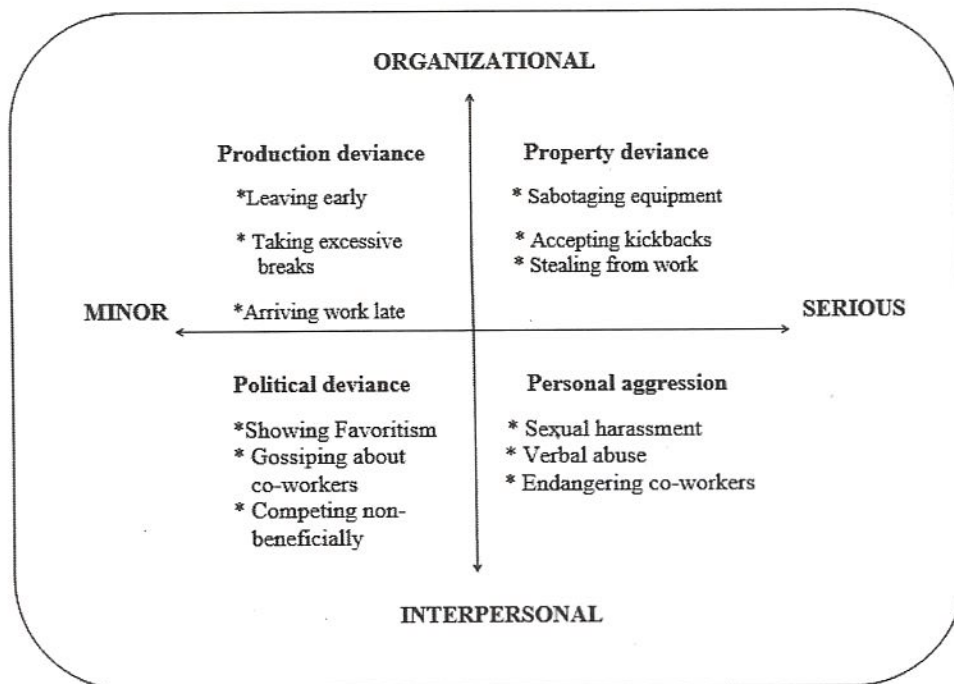 ORGANIZATIONAL
Production deviance
*Leaving early
* Taking excessive
breaks
*Arriving work late
Property deviance
* Sabotaging equipment
* Accepting kickbacks
* Stealing from work
MINOR
SERIOUS
Political deviance
*Showing Favoritism
* Gossiping about
co-workers
* Competing non-
beneficially
Personal aggression
* Sexual harassment
* Verbal abuse
* Endangering co-workers
INTERPERSONAL